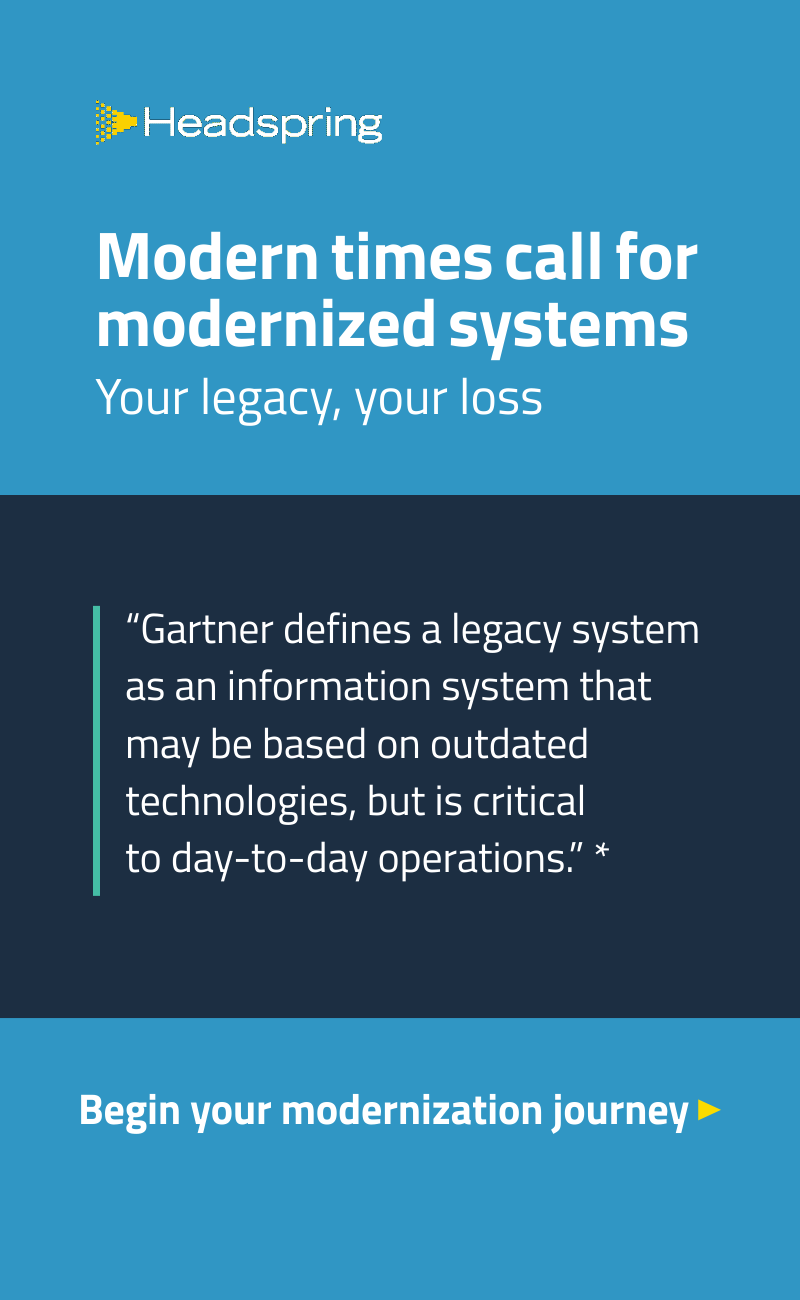 Headspring
Modern times call for
modernized systems
Your legacy, your loss
“Gartner defines a legacy system
as an information system that
may be based on outdated
technologies, but is critical
to day-to-day operations.” *
Begin your modernization journey